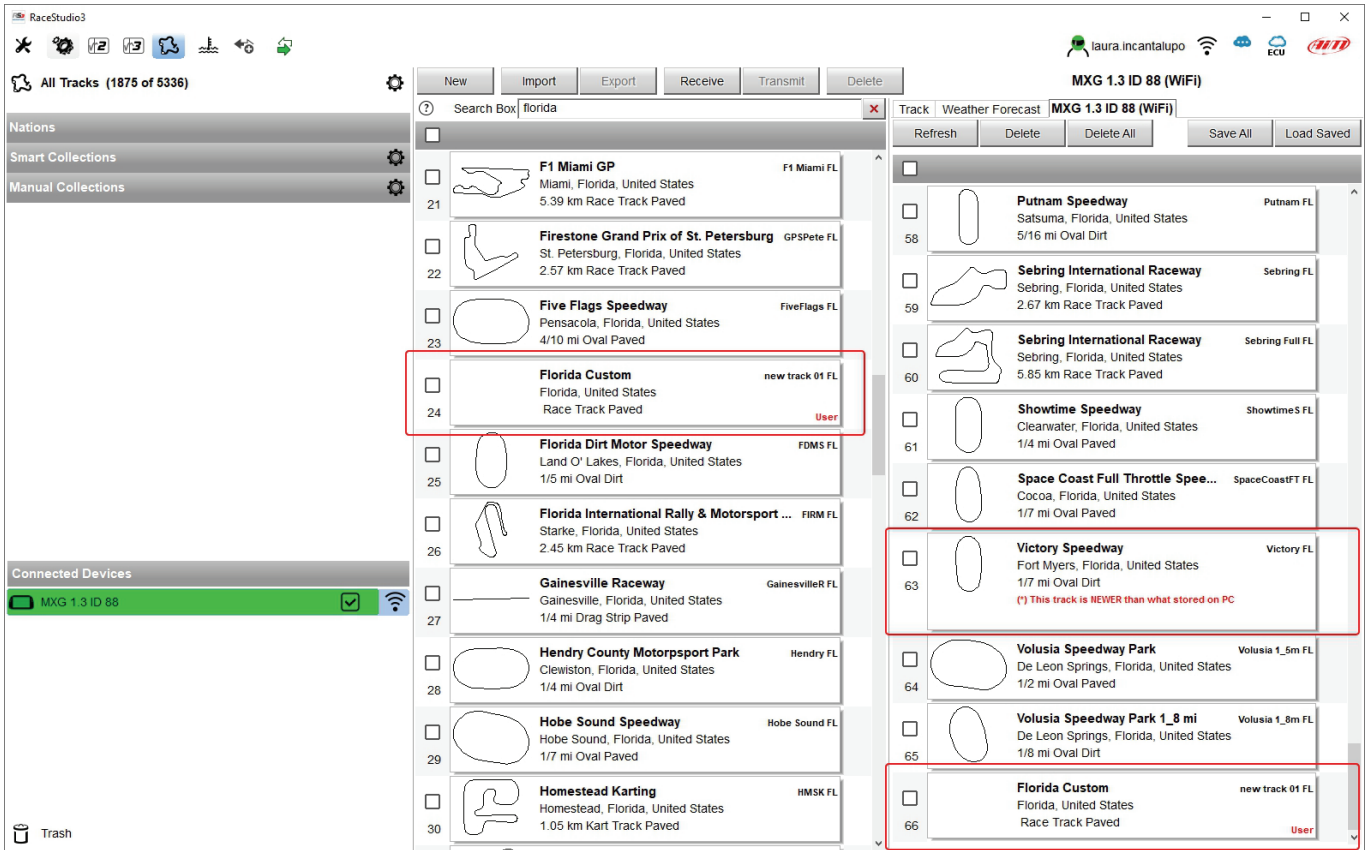 RaceStudio3
laura.incantalupo
ECU
AiM
All Tracks (1875 of 5336)
Nations
Smart Collections
Manual Collections
Connected Devices
MXG 1.3 ID 88
Trash
New Import Export Receive Transmit Delete
? Search Box florida
F1 Miami GP F1 Miami FL
Miami, Florida, United States
5.39 km Race Track Paved
21
Firestone Grand Prix of St. Petersburg GPSPete FL
St. Petersburg, Florida, United States
2.57 km Race Track Paved
22
Five Flags Speedway FiveFlags FL
Pensacola, Florida, United States
4/10 mi Oval Paved
23
Florida Custom new track 01 FL
Florida, United States
Race Track Paved
24 User
Florida Dirt Motor Speedway FDMS FL
Land O' Lakes, Florida, United States
1/5 mi Oval Dirt
25
Florida International Rally & Motorsport ... FIRM FL
Starke, Florida, United States
2.45 km Race Track Paved
26
Gainesville Raceway GainesvilleR FL
Gainesville, Florida, United States
1/4 mi Drag Strip Paved
27
Hendry County Motorpsport Park Hendry FL
Clewiston, Florida, United States
1/4 mi Oval Dirt
28
Hobe Sound Speedway Hobe Sound FL
Hobe Sound, Florida, United States
1/7 mi Oval Paved
29
Homestead Karting HMSK FL
Homestead, Florida, United States
1.05 km Kart Track Paved
30
MXG 1.3 ID 88 (WiFi)
Track Weather Forecast MXG 1.3 ID 88 (WiFi)
Refresh Delete Delete All Save All Load Saved
Putnam Speedway Putnam FL
Satsuma, Florida, United States
5/16 mi Oval Dirt
58
Sebring International Raceway Sebring FL
Sebring, Florida, United States
2.67 km Race Track Paved
59
Sebring International Raceway Sebring Full FL
Sebring, Florida, United States
5.85 km Race Track Paved
60
Showtime Speedway ShowtimeS FL
Clearwater, Florida, United States
1/4 mi Oval Paved
61
Space Coast Full Throttle Spee... SpaceCoastFT FL
Cocoa, Florida, United States
1/7 mi Oval Paved
62
Victory Speedway Victory FL
Fort Myers, Florida, United States
1/7 mi Oval Dirt
63
(*) This track is NEWER than what stored on PC
Volusia Speedway Park Volusia 1_5m FL
De Leon Springs, Florida, United States
1/2 mi Oval Paved
64
Volusia Speedway Park 1_8 mi Volusia 1_8m FL
De Leon Springs, Florida, United States
1/8 mi Oval Dirt
65
Florida Custom new track 01 FL
Florida, United States
Race Track Paved
66 User